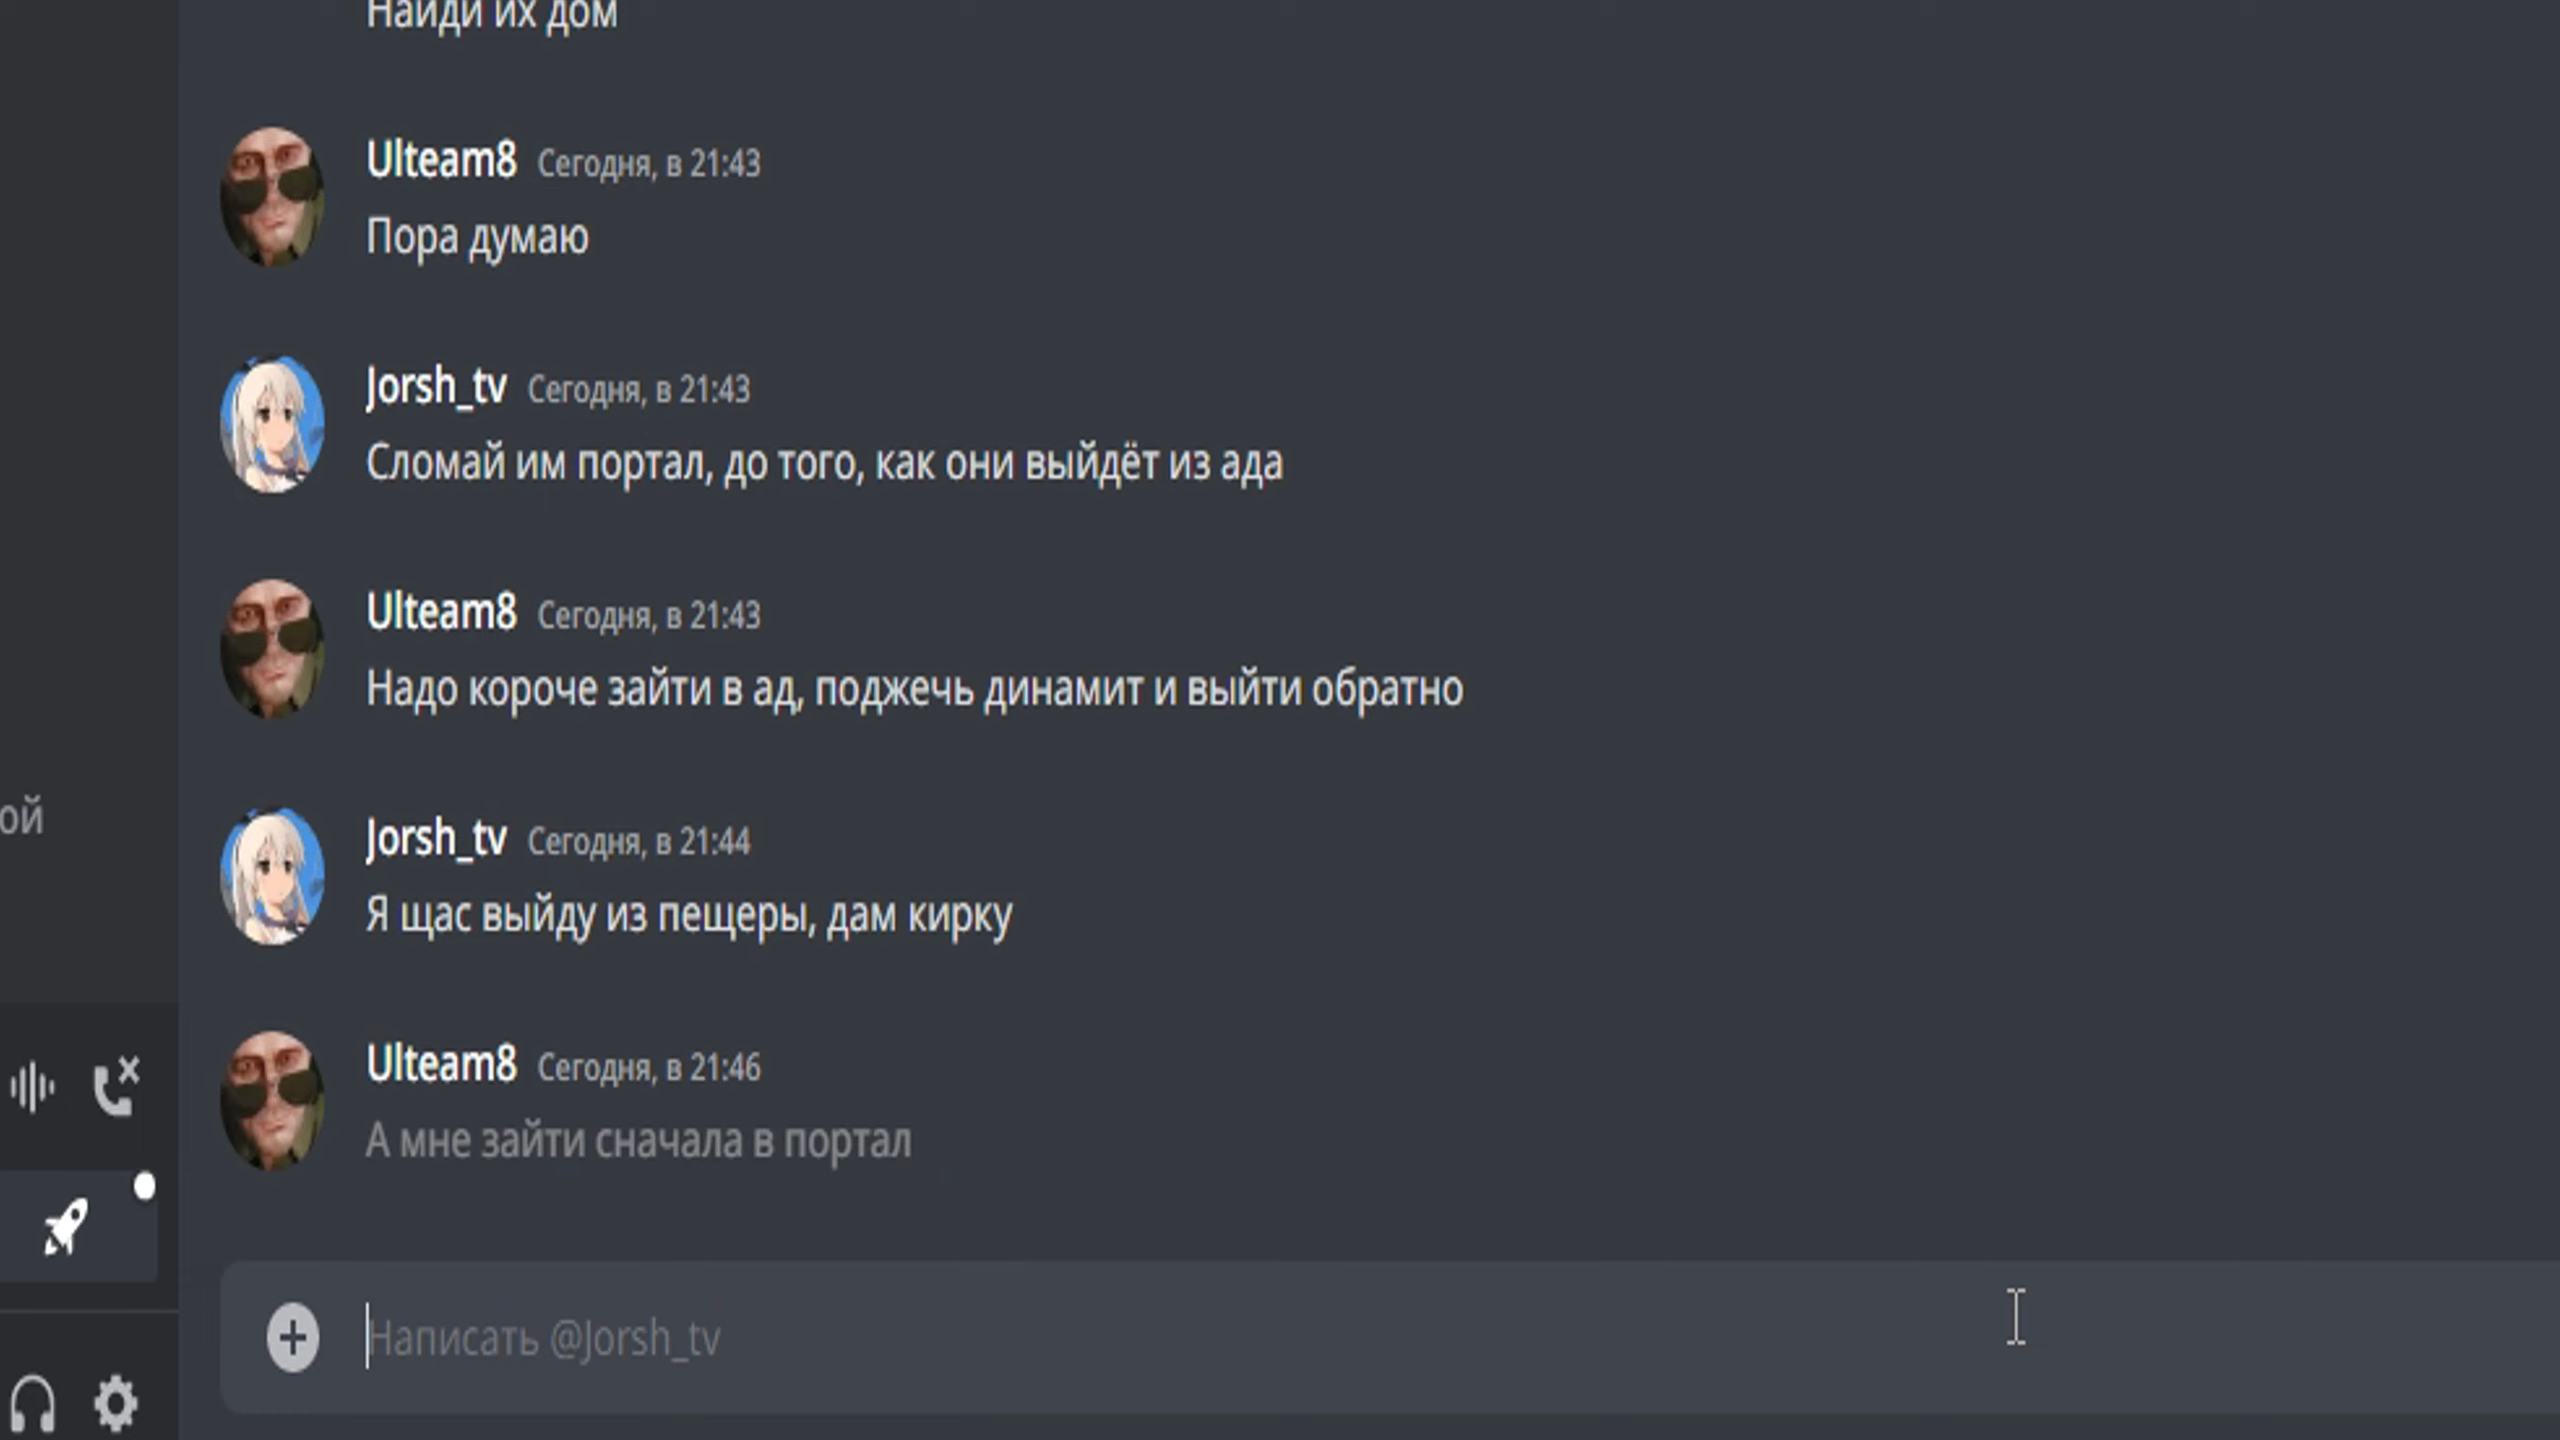 Найди их дом
Ulteam8 Сегодня, в 21:43
Пора думаю
Jorsh_tv Сегодня, в 21:43
Сломай им портал, до того, как они выйдёт из ада
Ulteam8 Сегодня, в 21:43
Надо короче зайти в ад, поджечь динамит и выйти обратно
ой
Jorsh_tv Сегодня, в 21:44
Я щас выйду из пещеры, дам кирку
Ulteam8 Сегодня, в 21:46
А мне зайти сначала в портал
Написать @Jorsh_tv